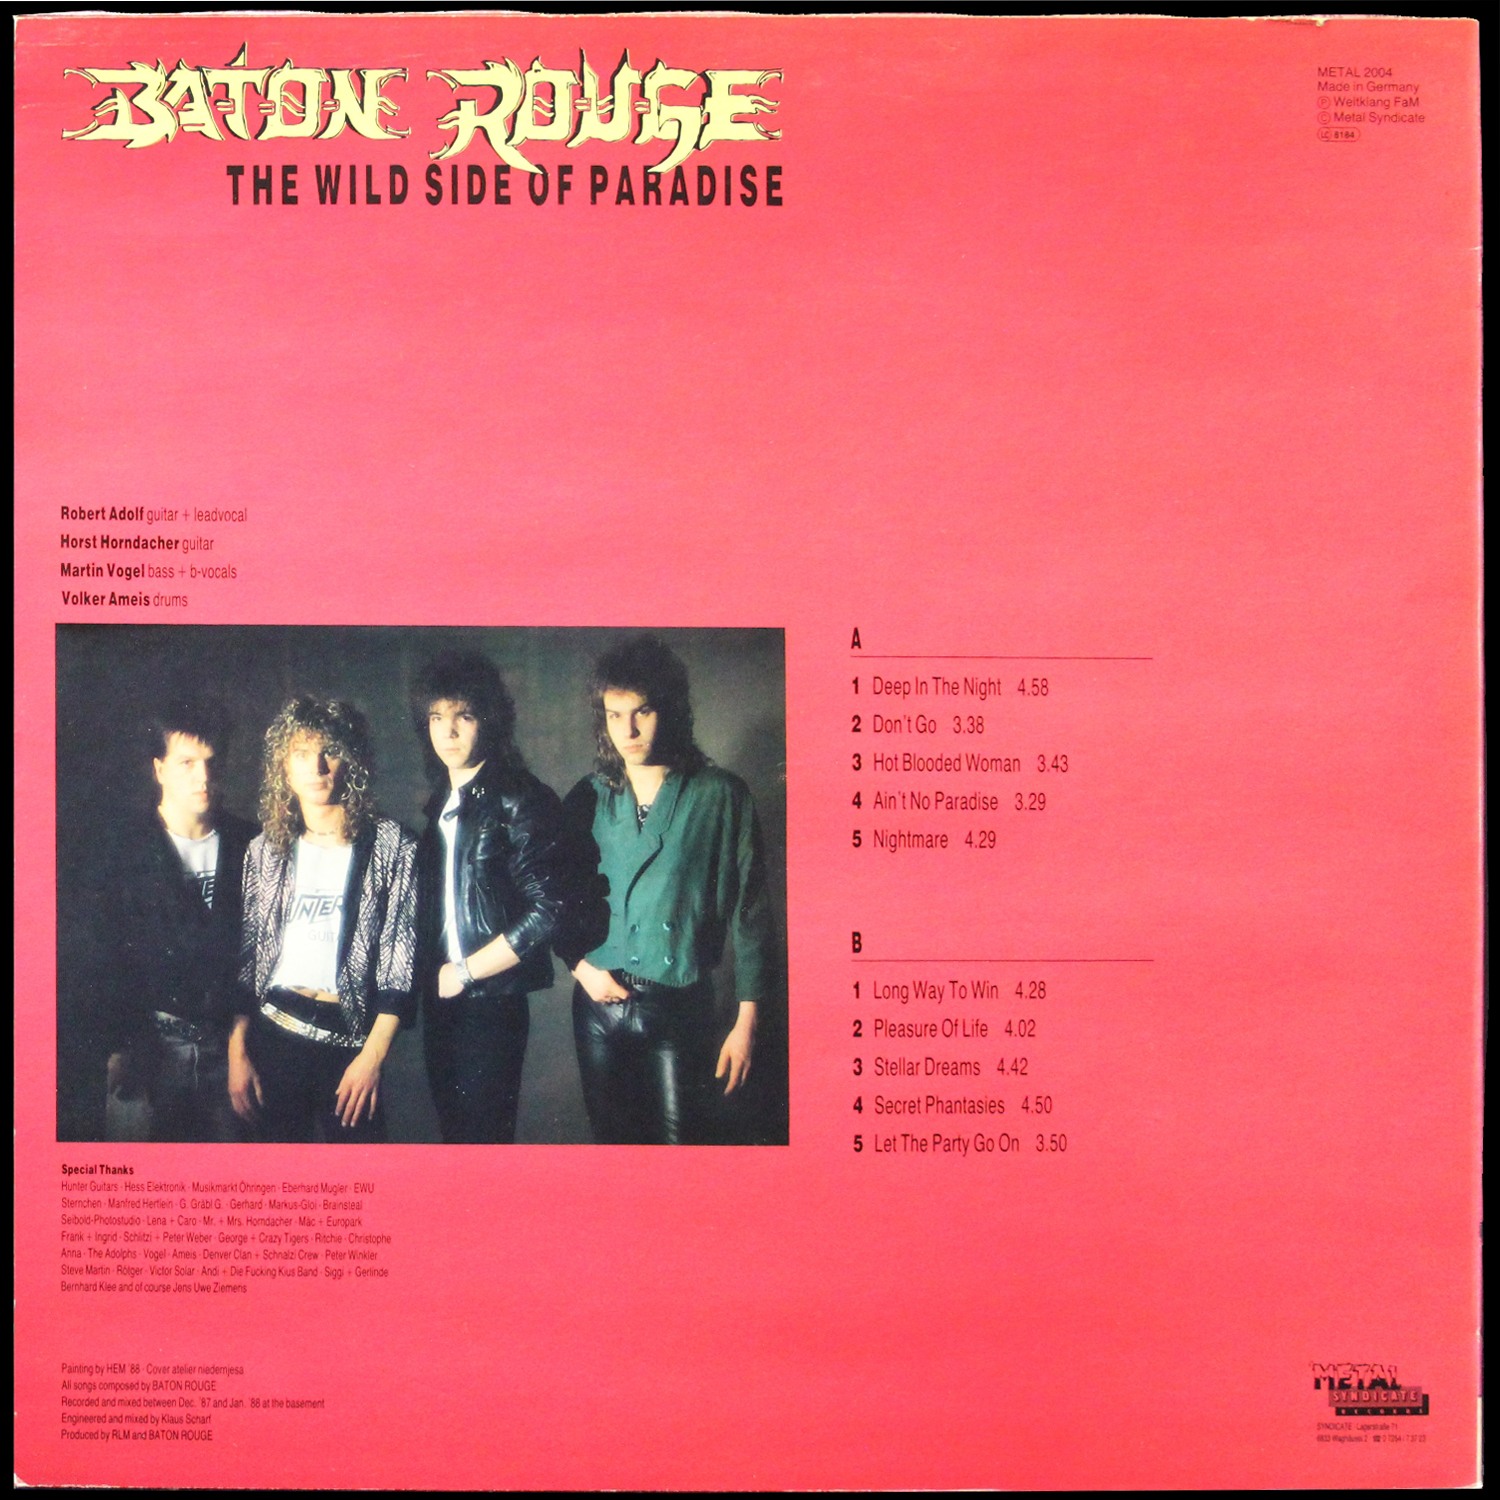 BATON ROUGE
THE WILD SIDE OF PARADISE
METAL 2004
Made in Germany
Ⓟ Weltklang FaM
Ⓒ Metal Syndicate
LC 8184
Robert Adolf guitar + leadvocal
Horst Horndacher guitar
Martin Vogel bass + b-vocals
Volker Ameis drums
A
1 Deep In The Night 4.58
2 Don't Go 3.38
3 Hot Blooded Woman 3.43
4 Ain't No Paradise 3.29
5 Nightmare 4.29
B
1 Long Way To Win 4.28
2 Pleasure Of Life 4.02
3 Stellar Dreams 4.42
4 Secret Phantasies 4.50
5 Let The Party Go On 3.50
Special Thanks
Hunter Guitars · Hess Elektronik · Musikmarkt Öhringen · Eberhard Mugler · EWU
Sternchen · Manfred Hertlein · G. Gräbl G. · Gerhard · Markus-Gloi · Brainsteal
Seibold-Photostudio · Lena + Caro · Mr. + Mrs. Horndacher · Mäc + Europark
Frank + Ingrid · Schlitzi + Peter Weber · George + Crazy Tigers · Ritchie · Christophe
Anna · The Adolphs · Vogel · Ameis · Denver Clan + Schnalzi Crew · Peter Winkler
Steve Martin · Rötger · Victor Solar · Andi + Die Fucking Kius Band · Siggi + Gerlinde
Bernhard Klee and of course Jens Uwe Ziemens
Painting by HEM '88 · Cover atelier niedernjesa
All songs composed by BATON ROUGE
Recorded and mixed between Dec. '87 and Jan. '88 at the basement
Engineered and mixed by Klaus Scharf
Produced by RLM and BATON ROUGE
METAL
SYNDICATE
RECORDS
SYNDICATE